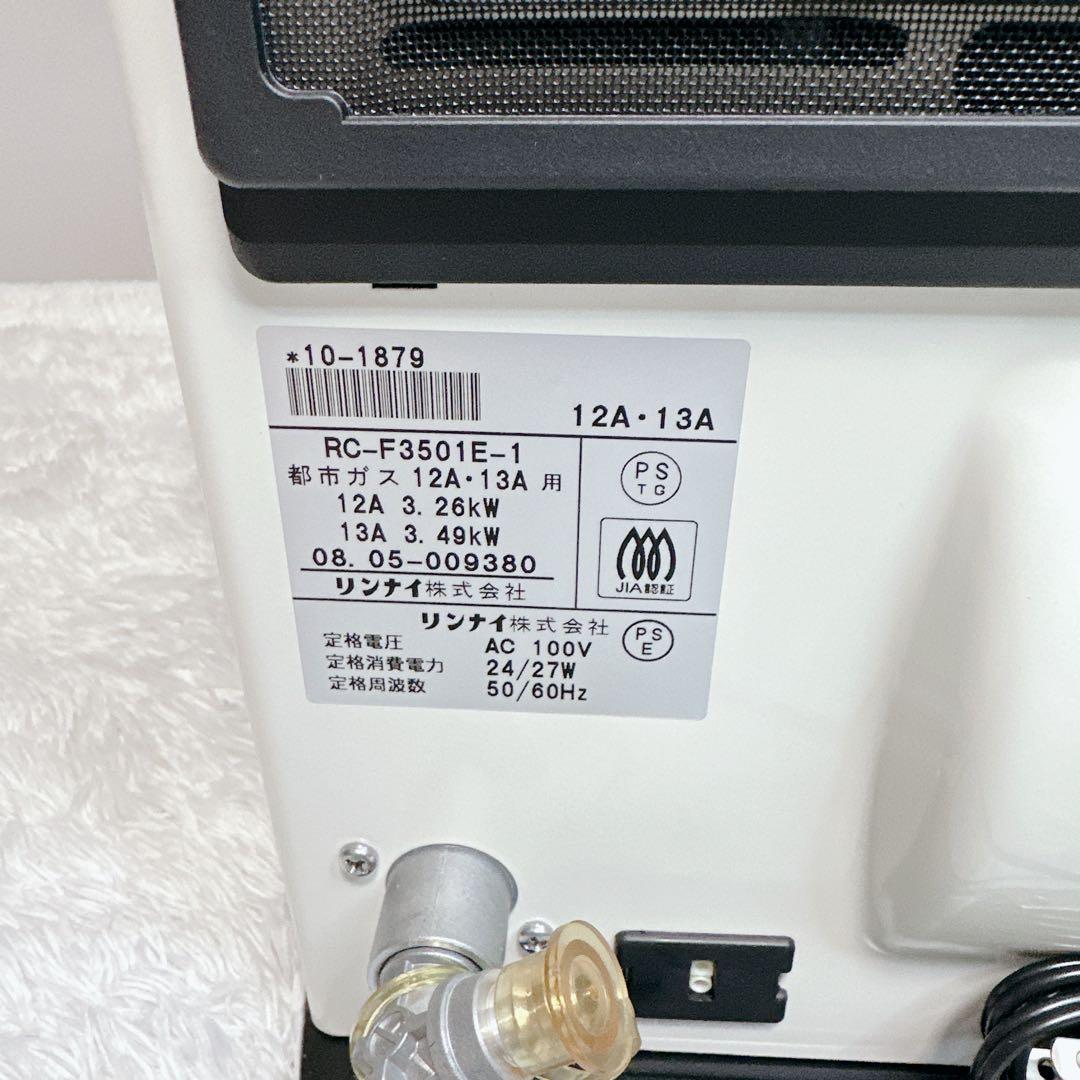 *10-1879
12A・13A
RC-F3501E-1
都市ガス 12A・13A 用
12A 3.26kW
13A 3.49kW
08.05-009380
リンナイ株式会社
PS
TG
JIA認証
リンナイ株式会社
定格電圧 AC 100V
定格消費電力 24/27W
定格周波数 50/60Hz
PS
E